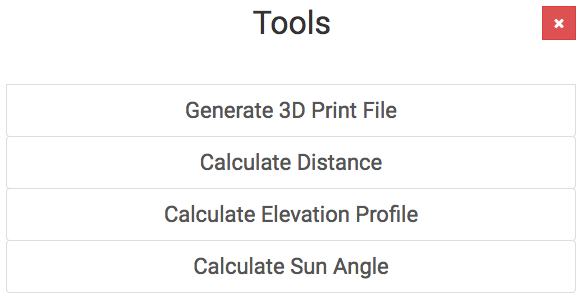 Tools
Generate 3D Print File
Calculate Distance
Calculate Elevation Profile
Calculate Sun Angle